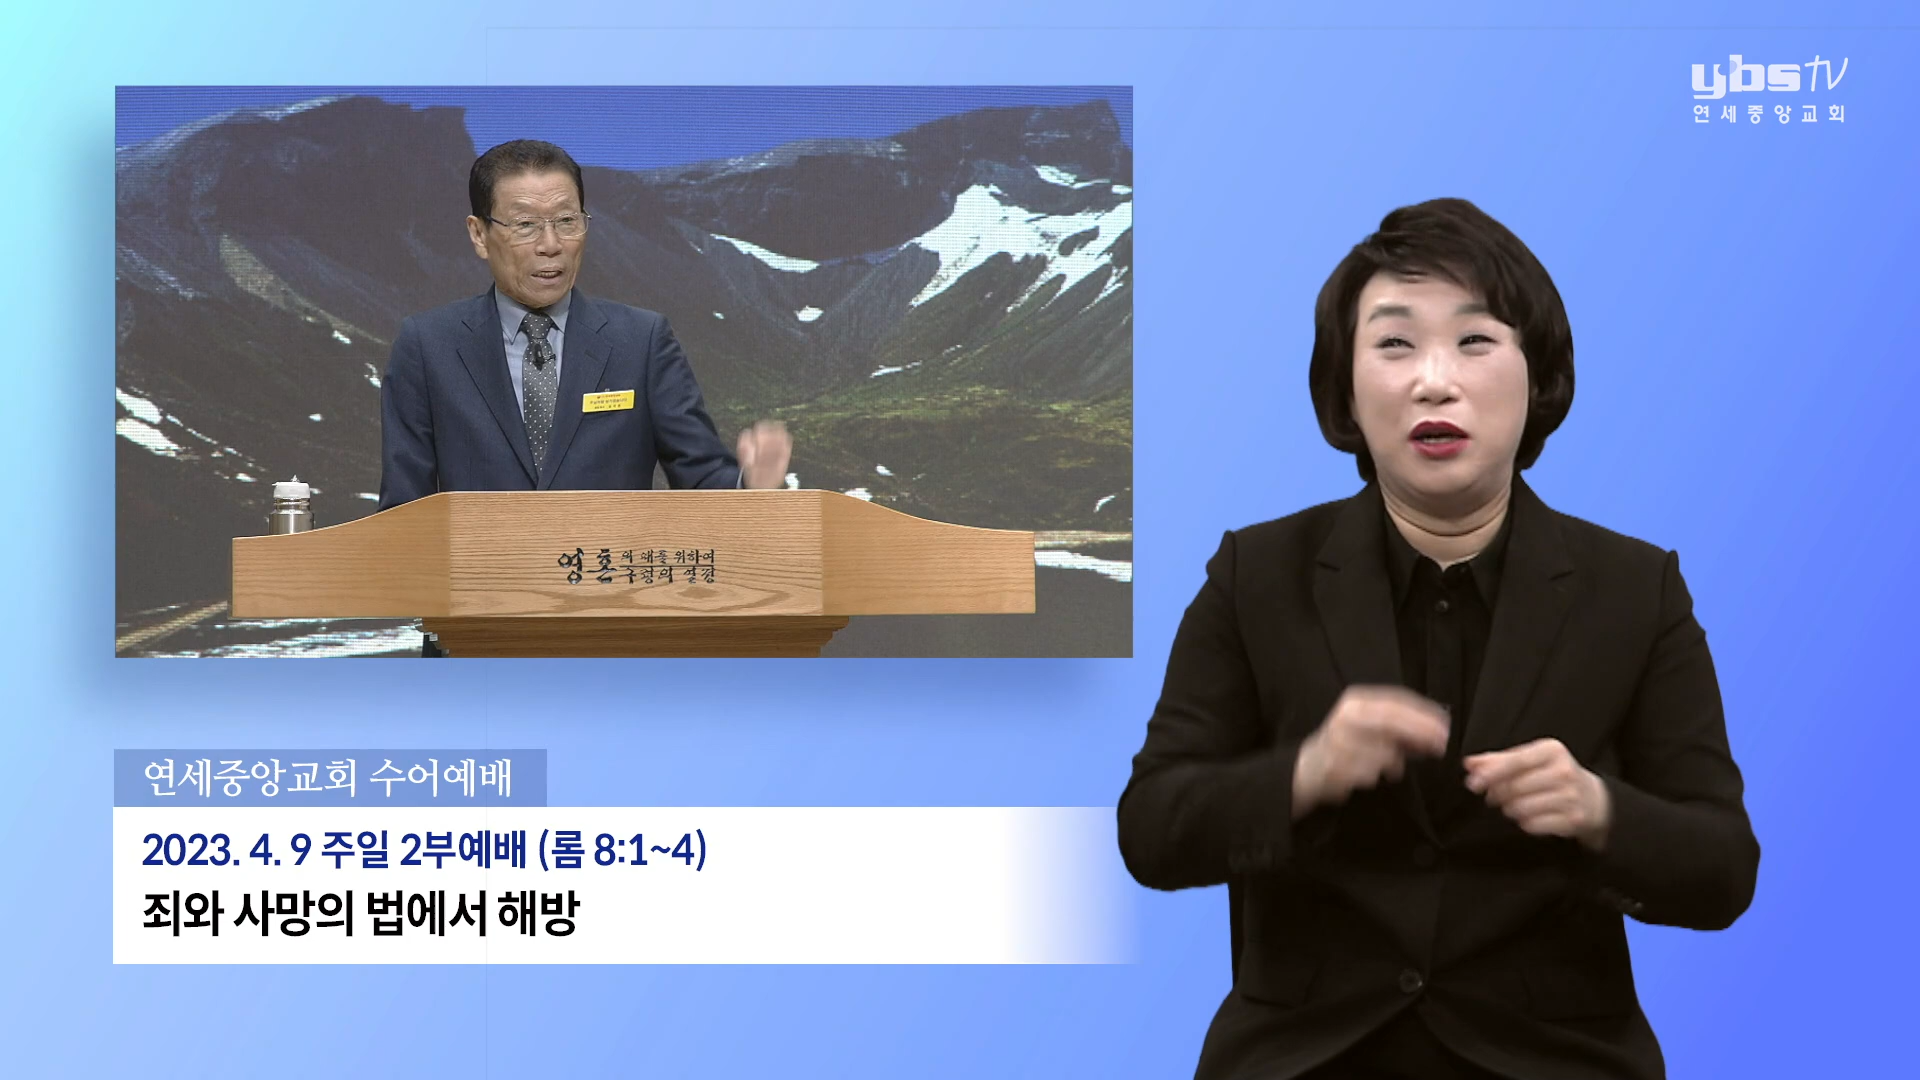 ybstv
연세중앙교회
영혼의 때를 위하여
구령의 열정
연세중앙교회 수어예배
2023. 4. 9 주일 2부예배 (롬 8:1~4)
죄와 사망의 법에서 해방